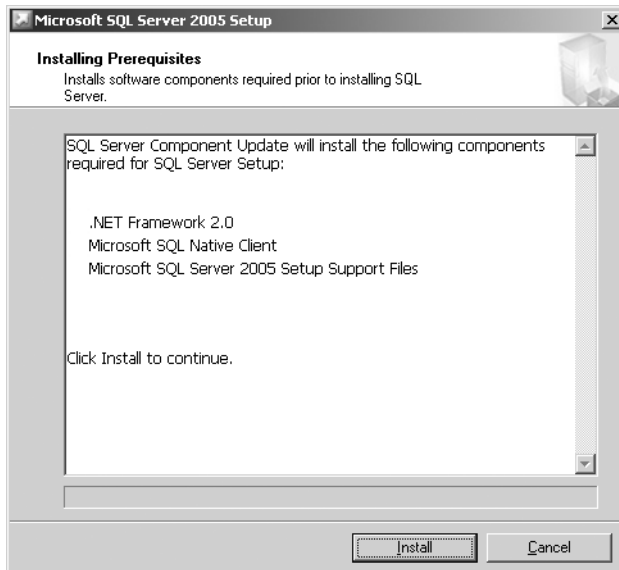 Microsoft SQL Server 2005 Setup
Installing Prerequisites
Installs software components required prior to installing SQL
Server.
SQL Server Component Update will install the following components
required for SQL Server Setup:
.NET Framework 2.0
Microsoft SQL Native Client
Microsoft SQL Server 2005 Setup Support Files
Click Install to continue.
Install
Cancel